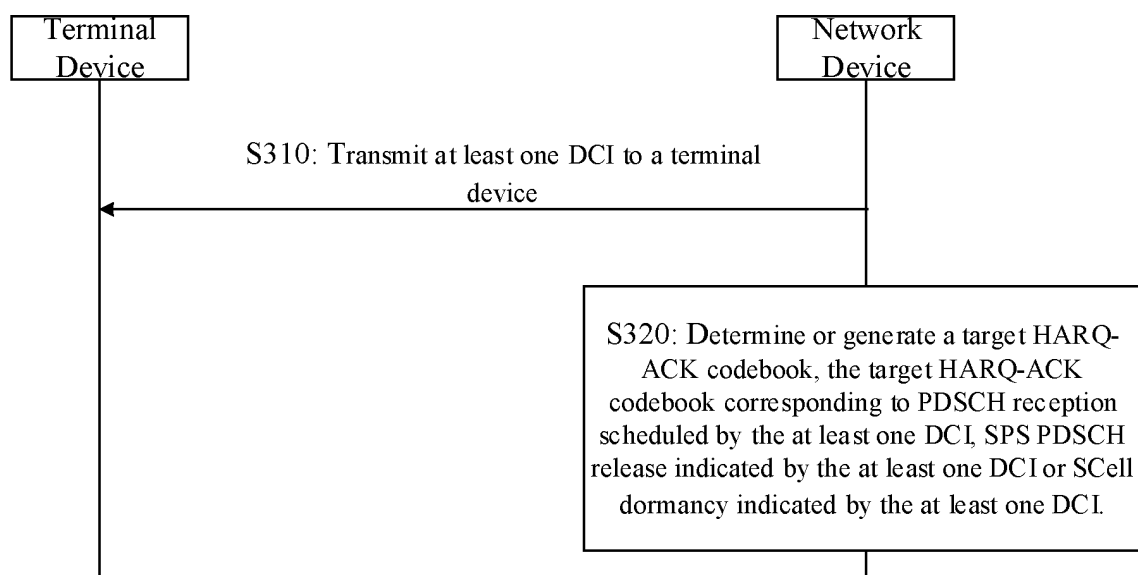 Terminal
Device
Network
Device
S310: Transmit at least one DCI to a terminal
device
S320: Determine or generate a target HARQ-
ACK codebook, the target HARQ-ACK
codebook corresponding to PDSCH reception
scheduled by the at least one DCI, SPS PDSCH
release indicated by the at least one DCI or SCell
dormancy indicated by the at least one DCI.